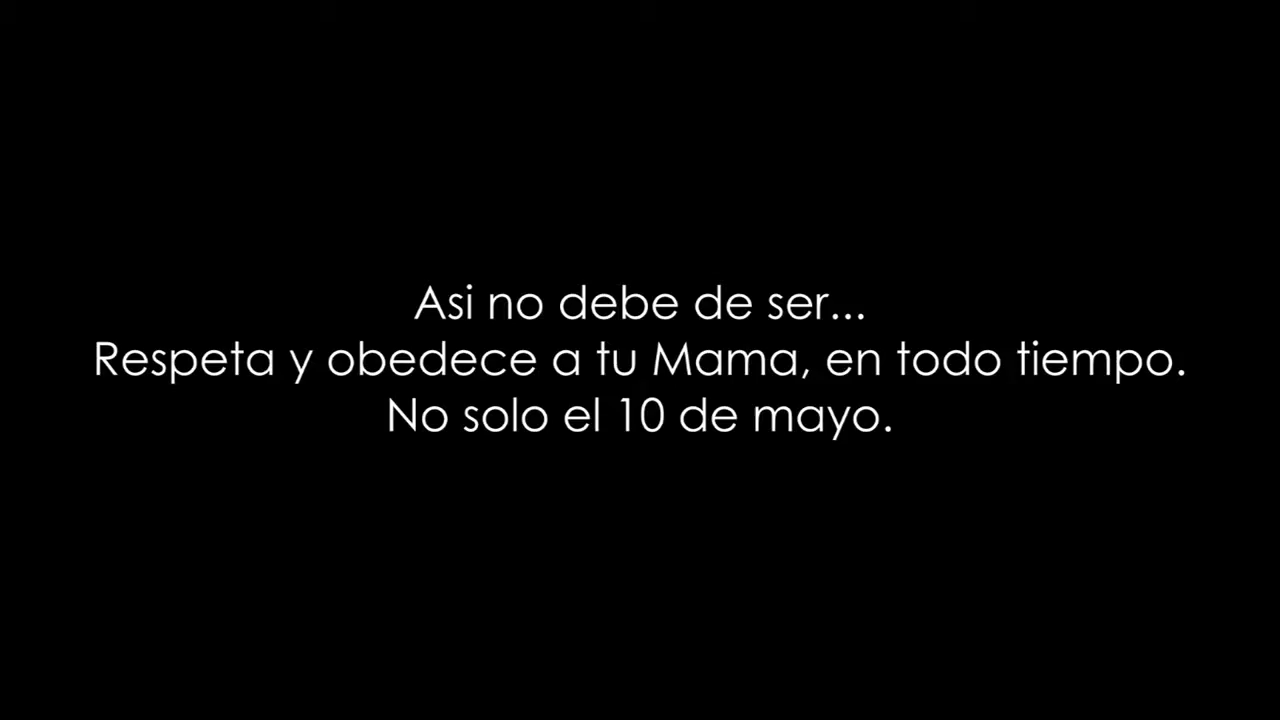 Asi no debe de ser...
Respeta y obedece a tu Mama, en todo tiempo.
No solo el 10 de mayo.